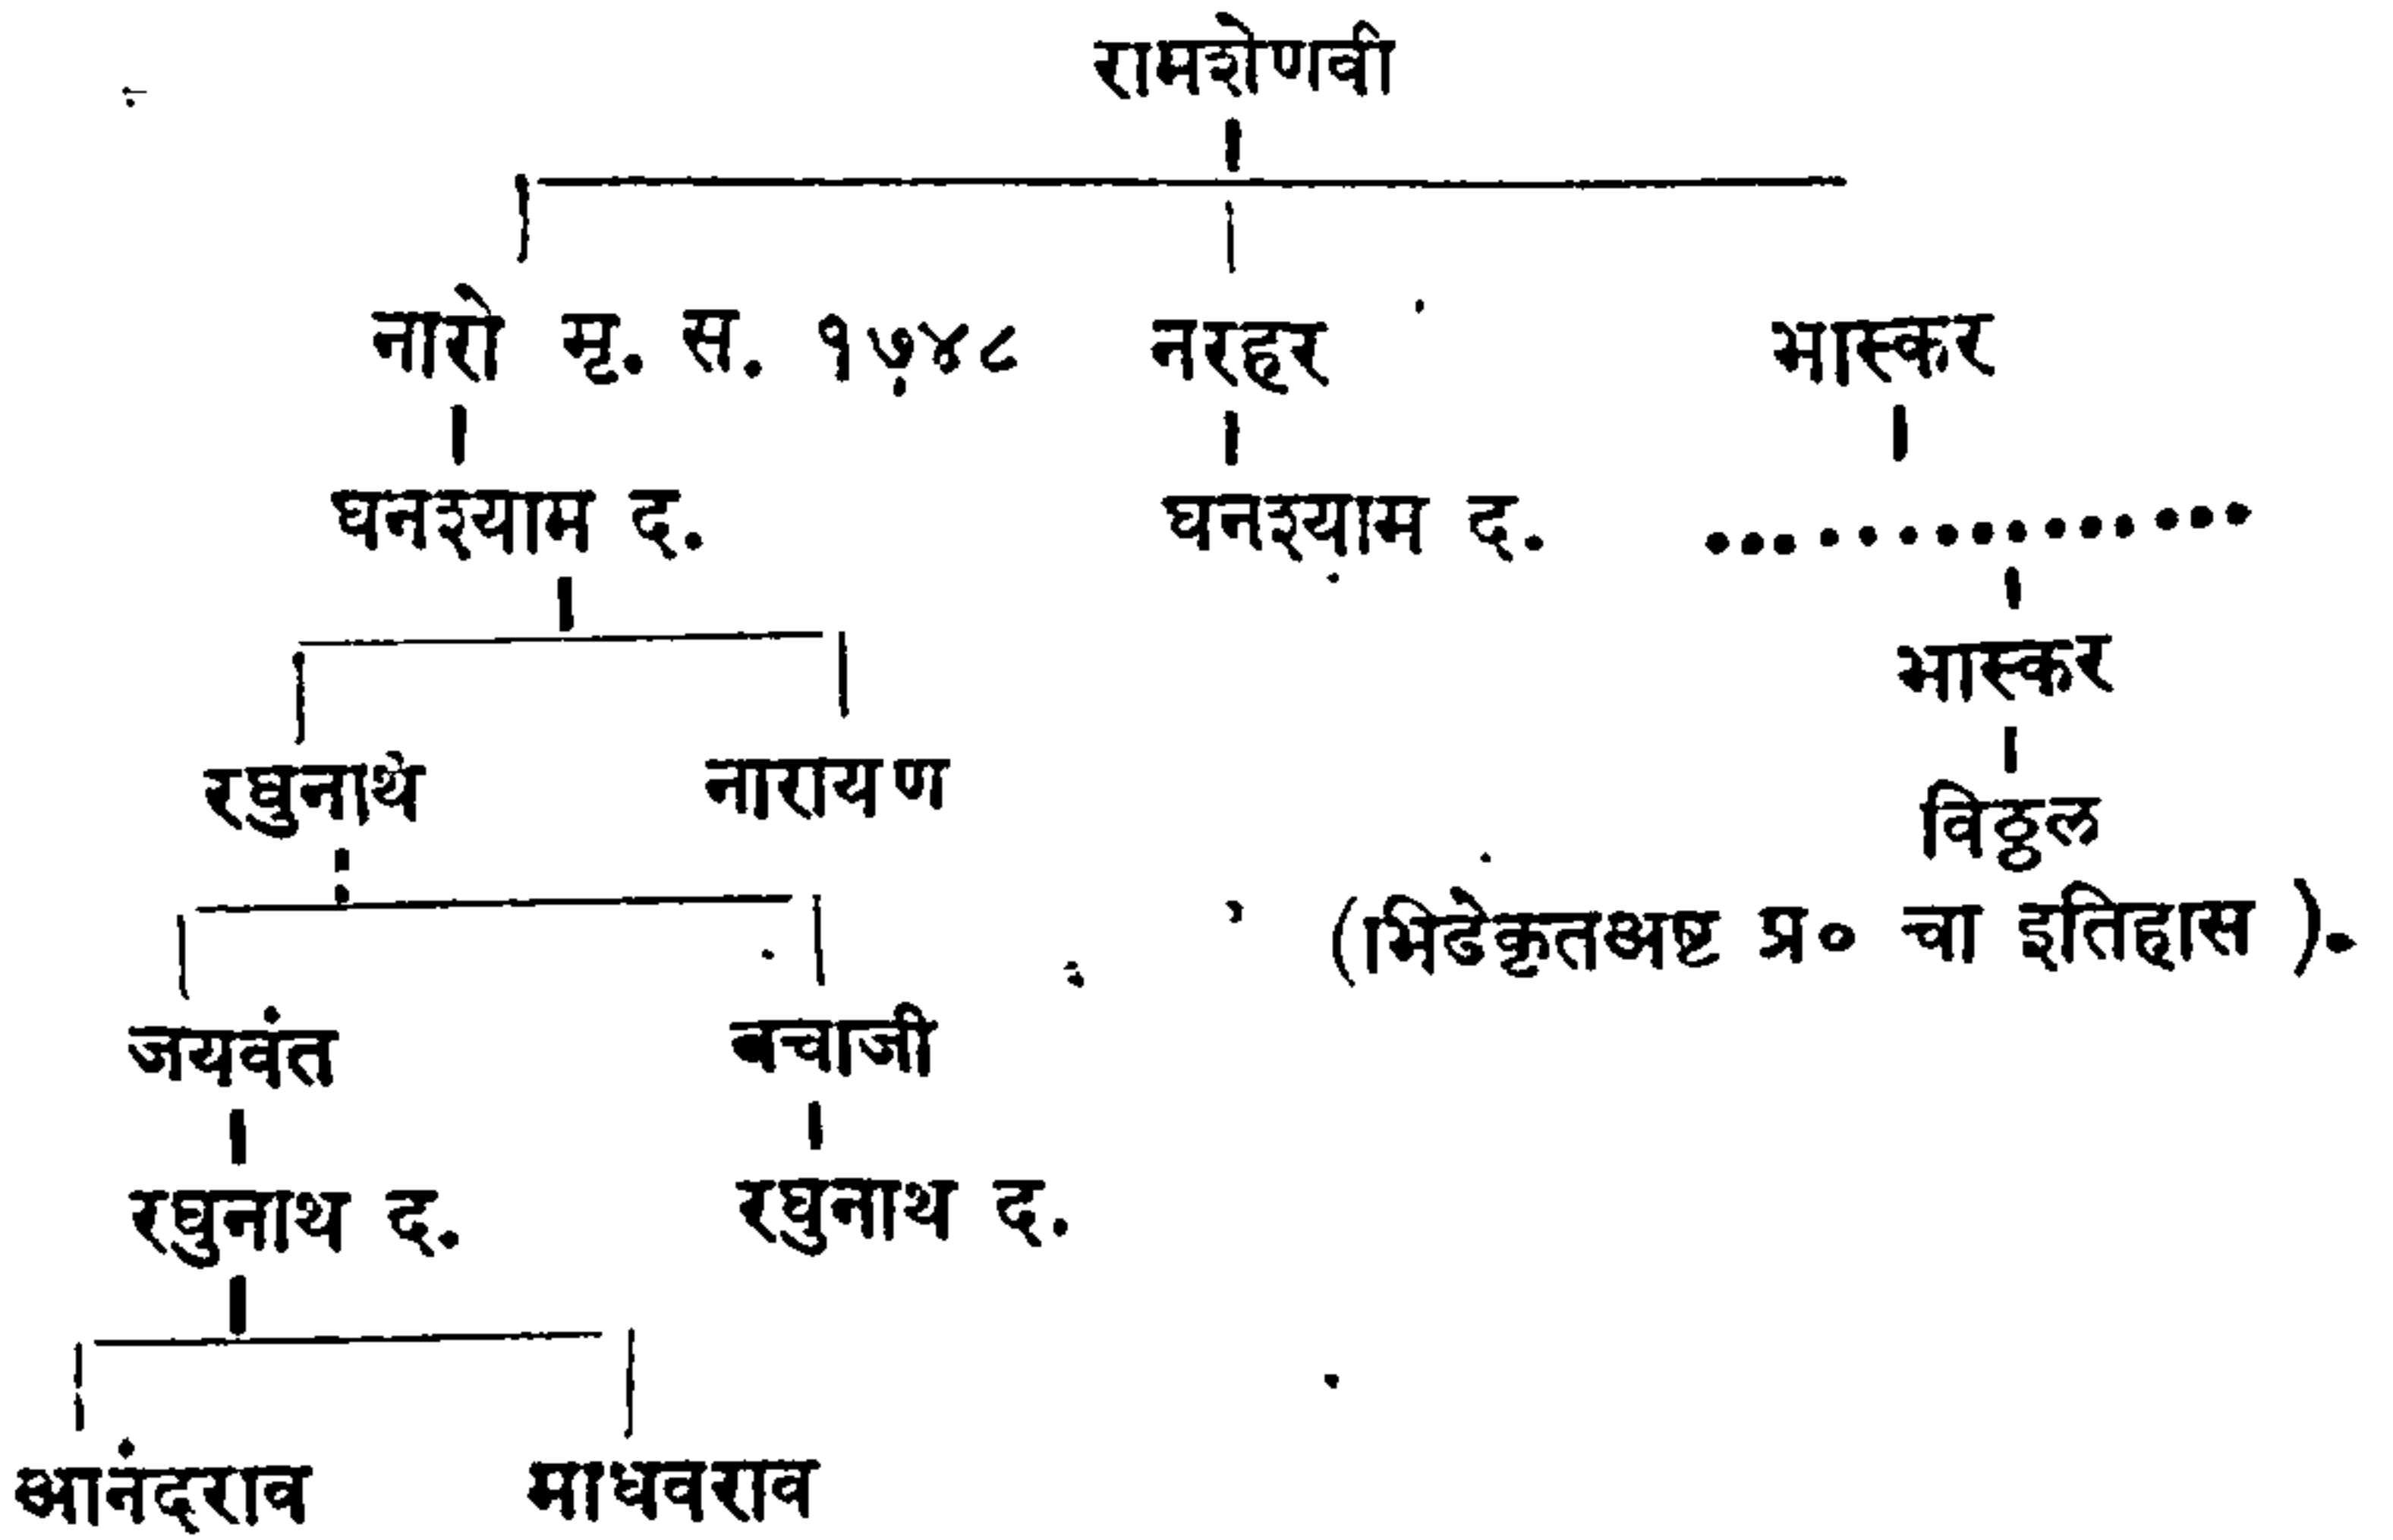 रामशेणवी
नारो मृ. स. १७४८ नरहर भास्कर
घनश्याम द. घनश्याम द. ................
भास्कर
रघुनाथ नारायण विठ्ठल
(भिडेकृतअष्ट प्र० चा इतिहास ).
जयवंत बचाजी
रघुनाथ द. रघुनाथ द.
आनंदराव माधवराव